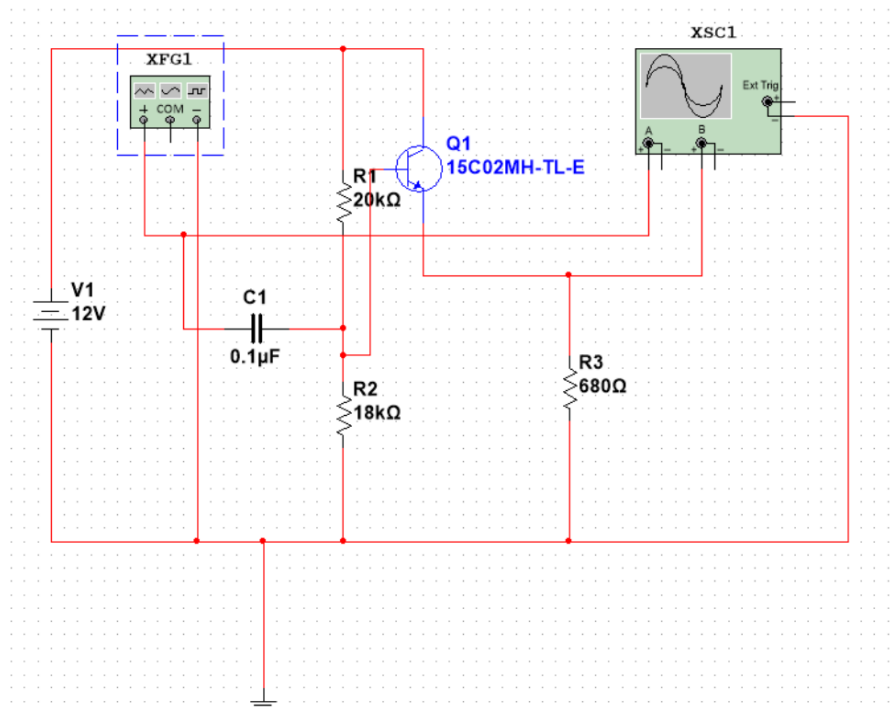 XFG1
COM
XSC1
Ext Trig
A
B
Q1
15C02MH-TL-E
R1
20kΩ
V1
12V
C1
0.1µF
R2
18kΩ
R3
680Ω